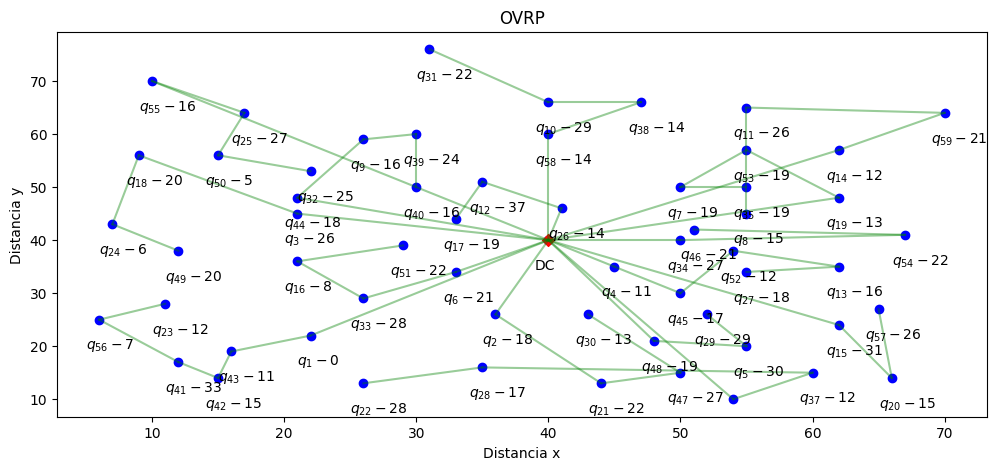 OVRP
Distancia y
70
60
50
40
30
20
10
q31 − 22
q55 − 16
q10 − 29
q38 − 14
q11 − 26
q59 − 21
q25 − 27
q9 − 16
q39 − 24
q58 − 14
q18 − 20
q50 − 5
q32 − 25
q53 − 19
q14 − 12
q44 − 18
q40 − 16
q12 − 37
q7 − 19
q35 − 19
q19 − 13
q3 − 26
q17 − 19
q26 − 14
q8 − 15
q24 − 6
q46 − 21
q49 − 20
q51 − 22
DC
q34 − 27
q54 − 22
q16 − 8
q6 − 21
q4 − 11
q52 − 12
q27 − 18
q13 − 16
q23 − 12
q33 − 28
q45 − 17
q56 − 7
q1 − 0
q2 − 18
q30 − 13
q29 − 29
q57 − 26
q15 − 31
q41 − 33
q43 − 11
q48 − 19
q5 − 30
q42 − 15
q22 − 28
q28 − 17
q21 − 22
q47 − 27
q37 − 12
q20 − 15
10 20 30 40 50 60 70
Distancia x